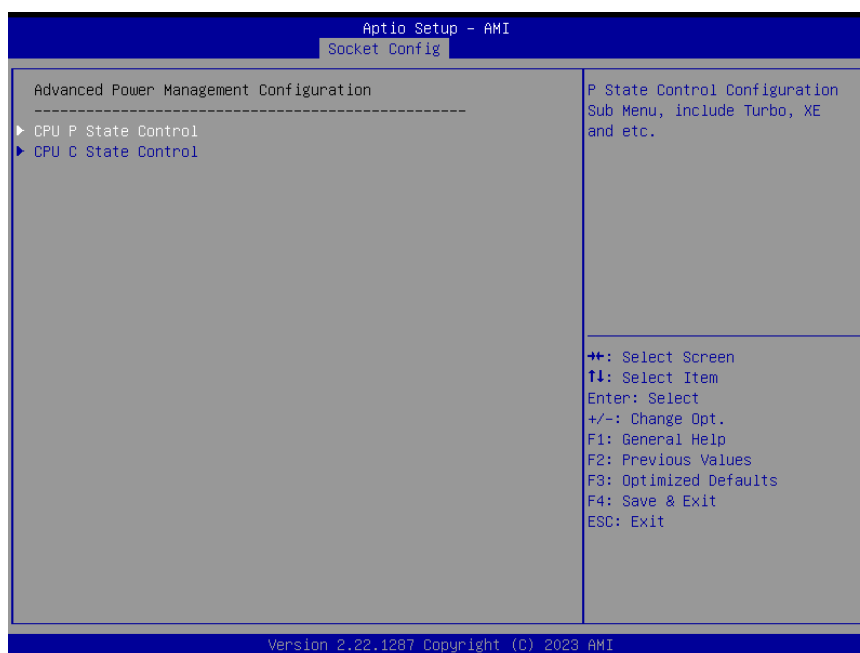 Aptio Setup – AMI
Socket Config
Advanced Power Management Configuration
--------------------------------------------------
CPU P State Control
CPU C State Control
P State Control Configuration
Sub Menu, include Turbo, XE
and etc.
→←: Select Screen
↑↓: Select Item
Enter: Select
+/-: Change Opt.
F1: General Help
F2: Previous Values
F3: Optimized Defaults
F4: Save & Exit
ESC: Exit
Version 2.22.1287 Copyright (C) 2023 AMI